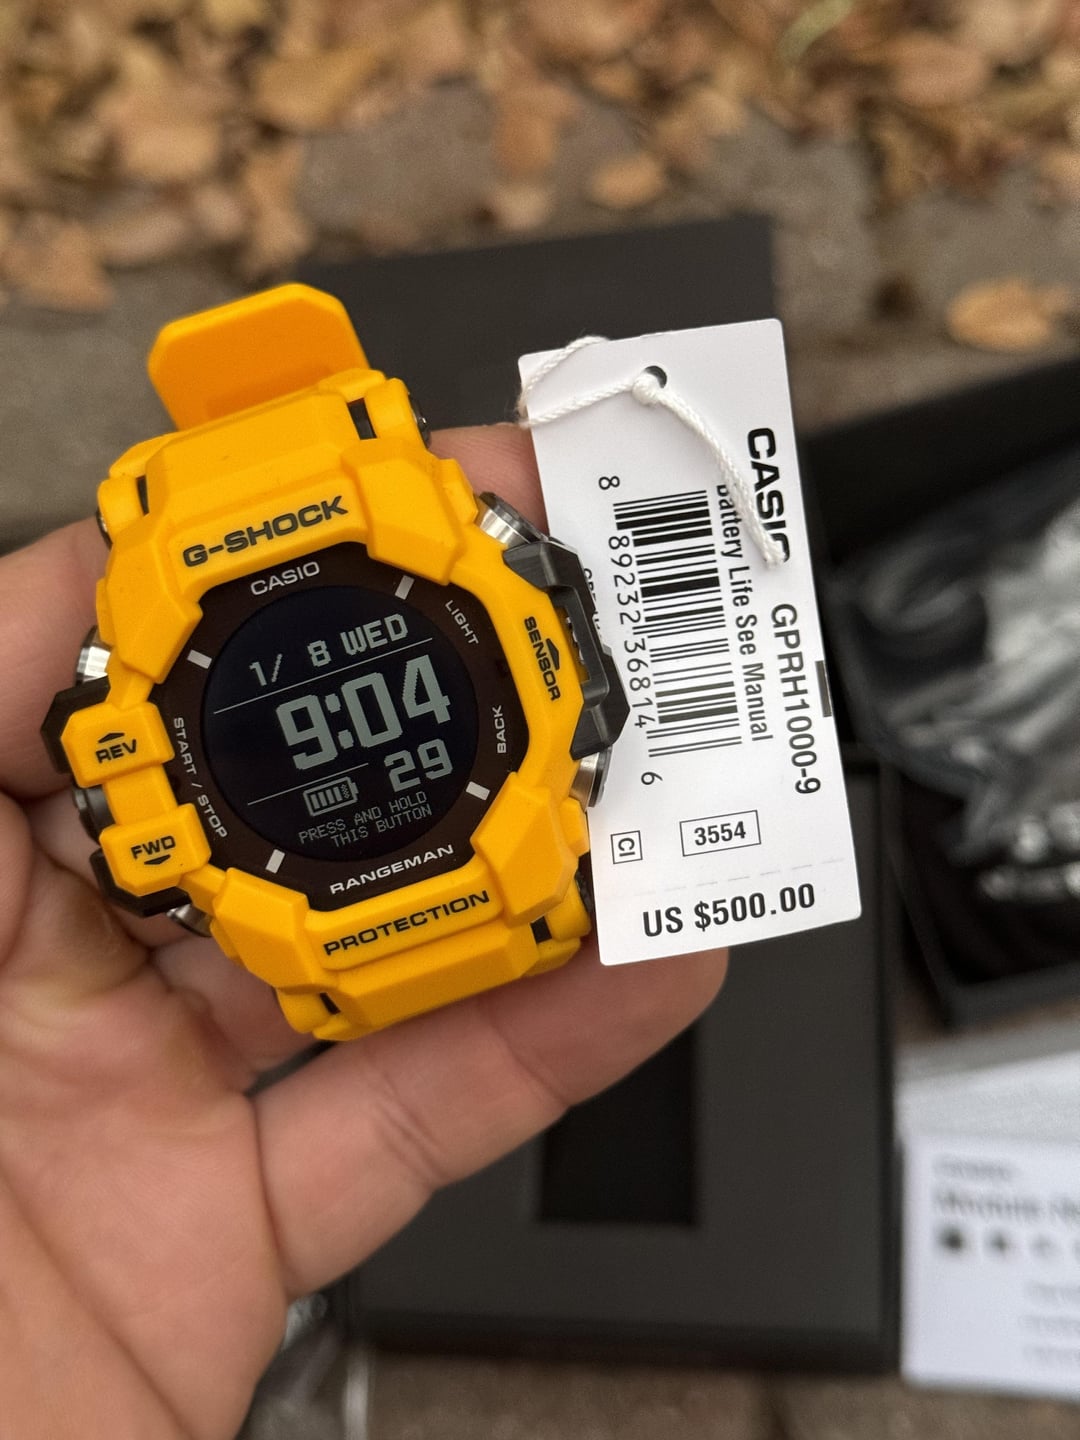 G-SHOCK
CASIO
LIGHT
SENSOR
BACK
REV
START / STOP
FWD
1/ 8 WED
9:04
29
PRESS AND HOLD
THIS BUTTON
RANGEMAN
PROTECTION
CASIO
GPRH1000-9
Battery Life See Manual
8 89232 36814 6
CI
3554
US $500.00